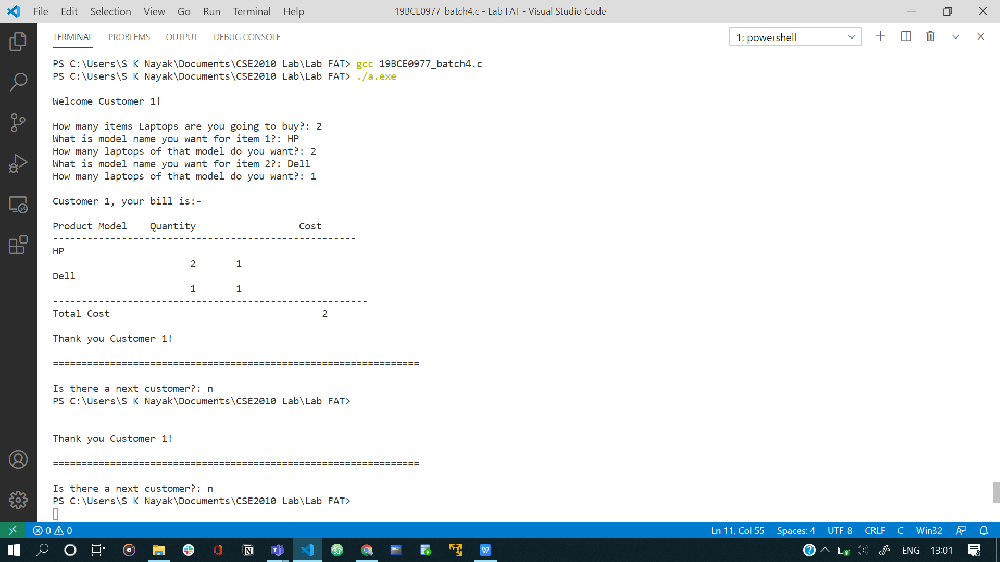 File Edit Selection View Go Run Terminal Help 19BCE0977_batch4.c - Lab FAT - Visual Studio Code
TERMINAL PROBLEMS OUTPUT DEBUG CONSOLE 1: powershell
PS C:\Users\S K Nayak\Documents\CSE2010 Lab\Lab FAT> gcc 19BCE0977_batch4.c
PS C:\Users\S K Nayak\Documents\CSE2010 Lab\Lab FAT> ./a.exe
Welcome Customer 1!
How many items Laptops are you going to buy?: 2
What is model name you want for item 1?: HP
How many laptops of that model do you want?: 2
What is model name you want for item 2?: Dell
How many laptops of that model do you want?: 1
Customer 1, your bill is:-
Product Model    Quantity                  Cost
-----------------------------------------------------
HP
                        2       1
Dell
                        1       1
-------------------------------------------------------
Total Cost                                     2
Thank you Customer 1!
================================================================
Is there a next customer?: n
PS C:\Users\S K Nayak\Documents\CSE2010 Lab\Lab FAT>
Thank you Customer 1!
================================================================
Is there a next customer?: n
PS C:\Users\S K Nayak\Documents\CSE2010 Lab\Lab FAT>
0 0 Ln 11, Col 55 Spaces: 4 UTF-8 CRLF C Win32
ENG 13:01